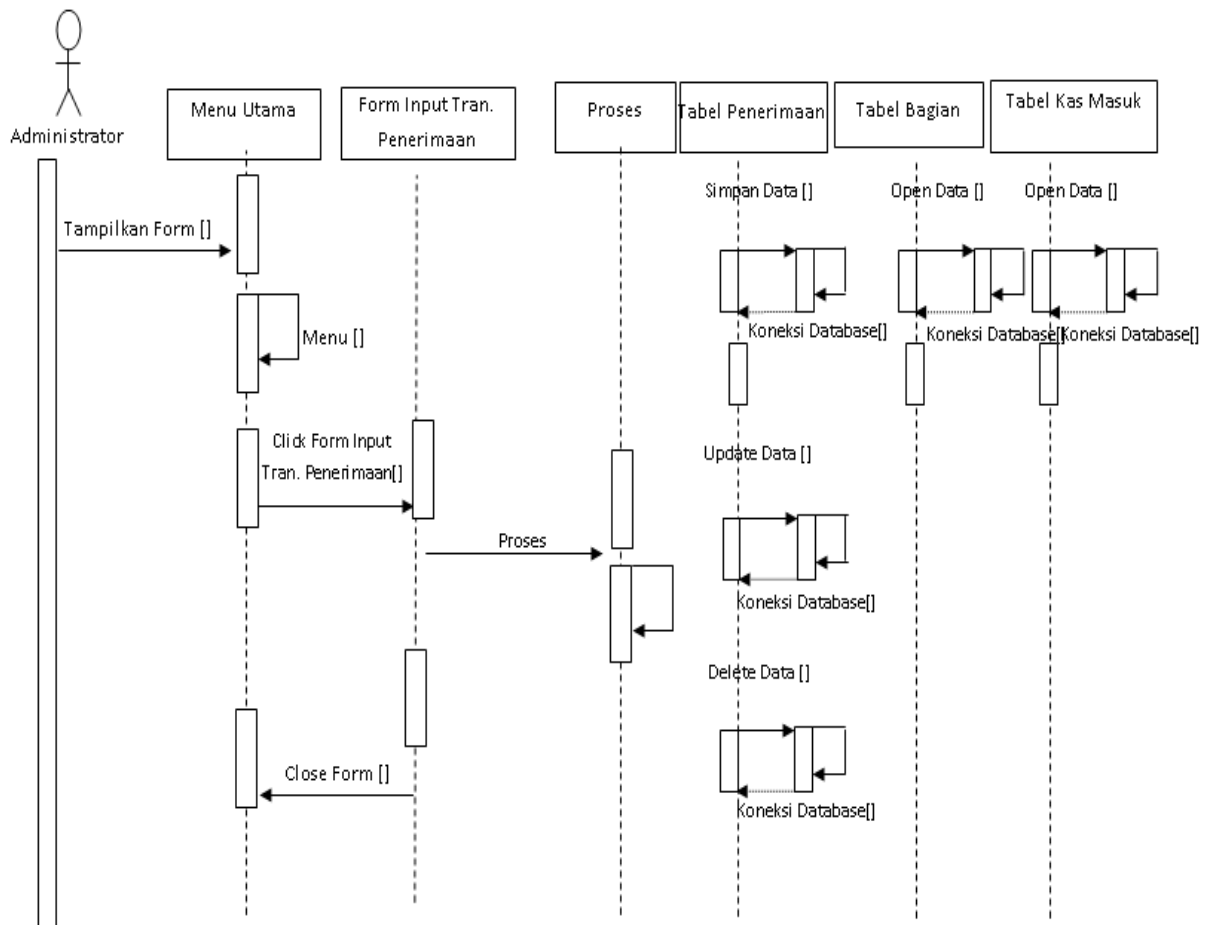 Administrator
Menu Utama
Form Input Tran.
Penerimaan
Proses
Tabel Penerimaan
Tabel Bagian
Tabel Kas Masuk
Simpan Data []
Open Data []
Open Data []
Tampilkan Form []
Koneksi Database[]
Koneksi Database[]
Koneksi Database[]
Menu []
Click Form Input
Tran. Penerimaan[]
Update Data []
Proses
Koneksi Database[]
Delete Data []
Close Form []
Koneksi Database[]